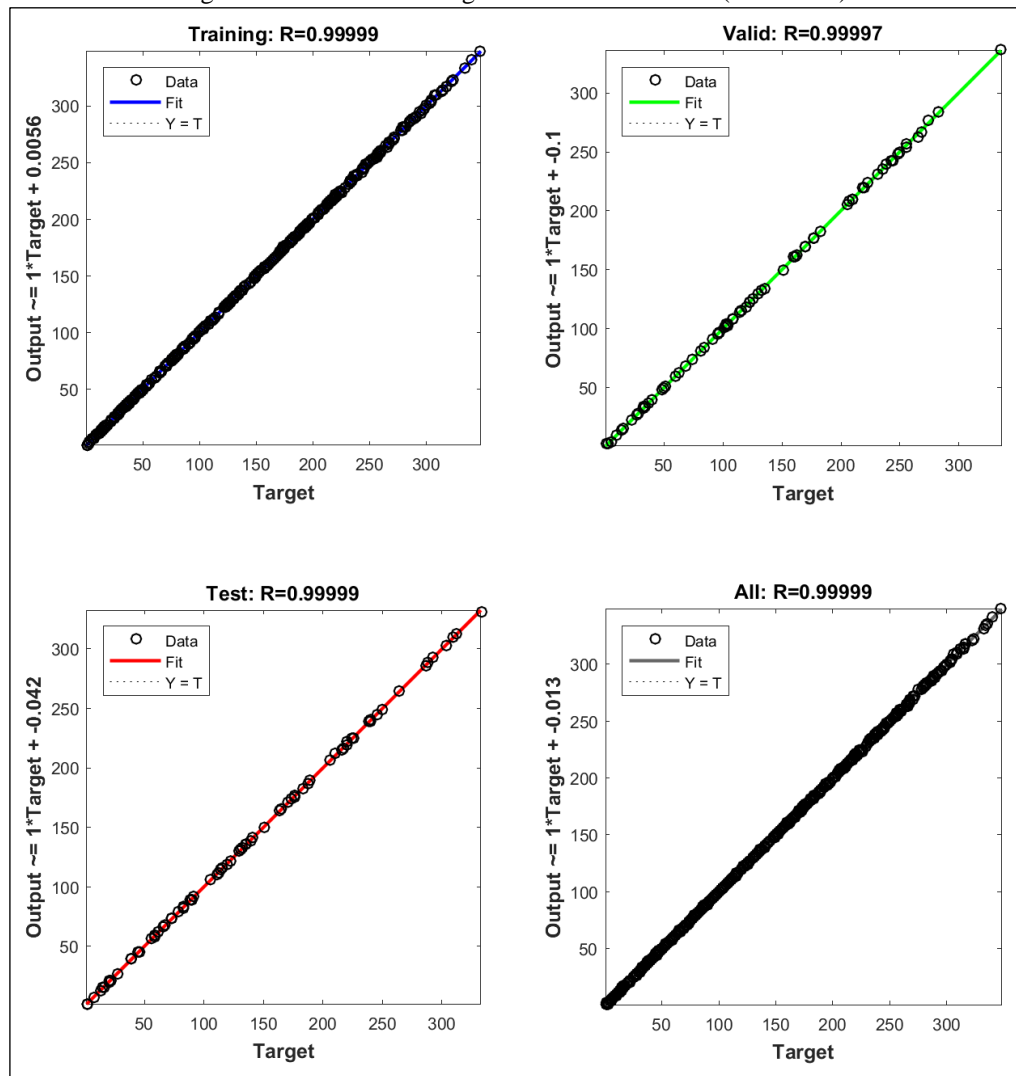 Training: R=0.99999
Data
Fit
Y = T
Output ~= 1*Target + 0.0056
300
250
200
150
100
50
50 100 150 200 250 300
Target
Valid: R=0.99997
Data
Fit
Y = T
Output ~= 1*Target + -0.1
300
250
200
150
100
50
50 100 150 200 250 300
Target
Test: R=0.99999
Data
Fit
Y = T
Output ~= 1*Target + -0.042
300
250
200
150
100
50
50 100 150 200 250 300
Target
All: R=0.99999
Data
Fit
Y = T
Output ~= 1*Target + -0.013
300
250
200
150
100
50
50 100 150 200 250 300
Target